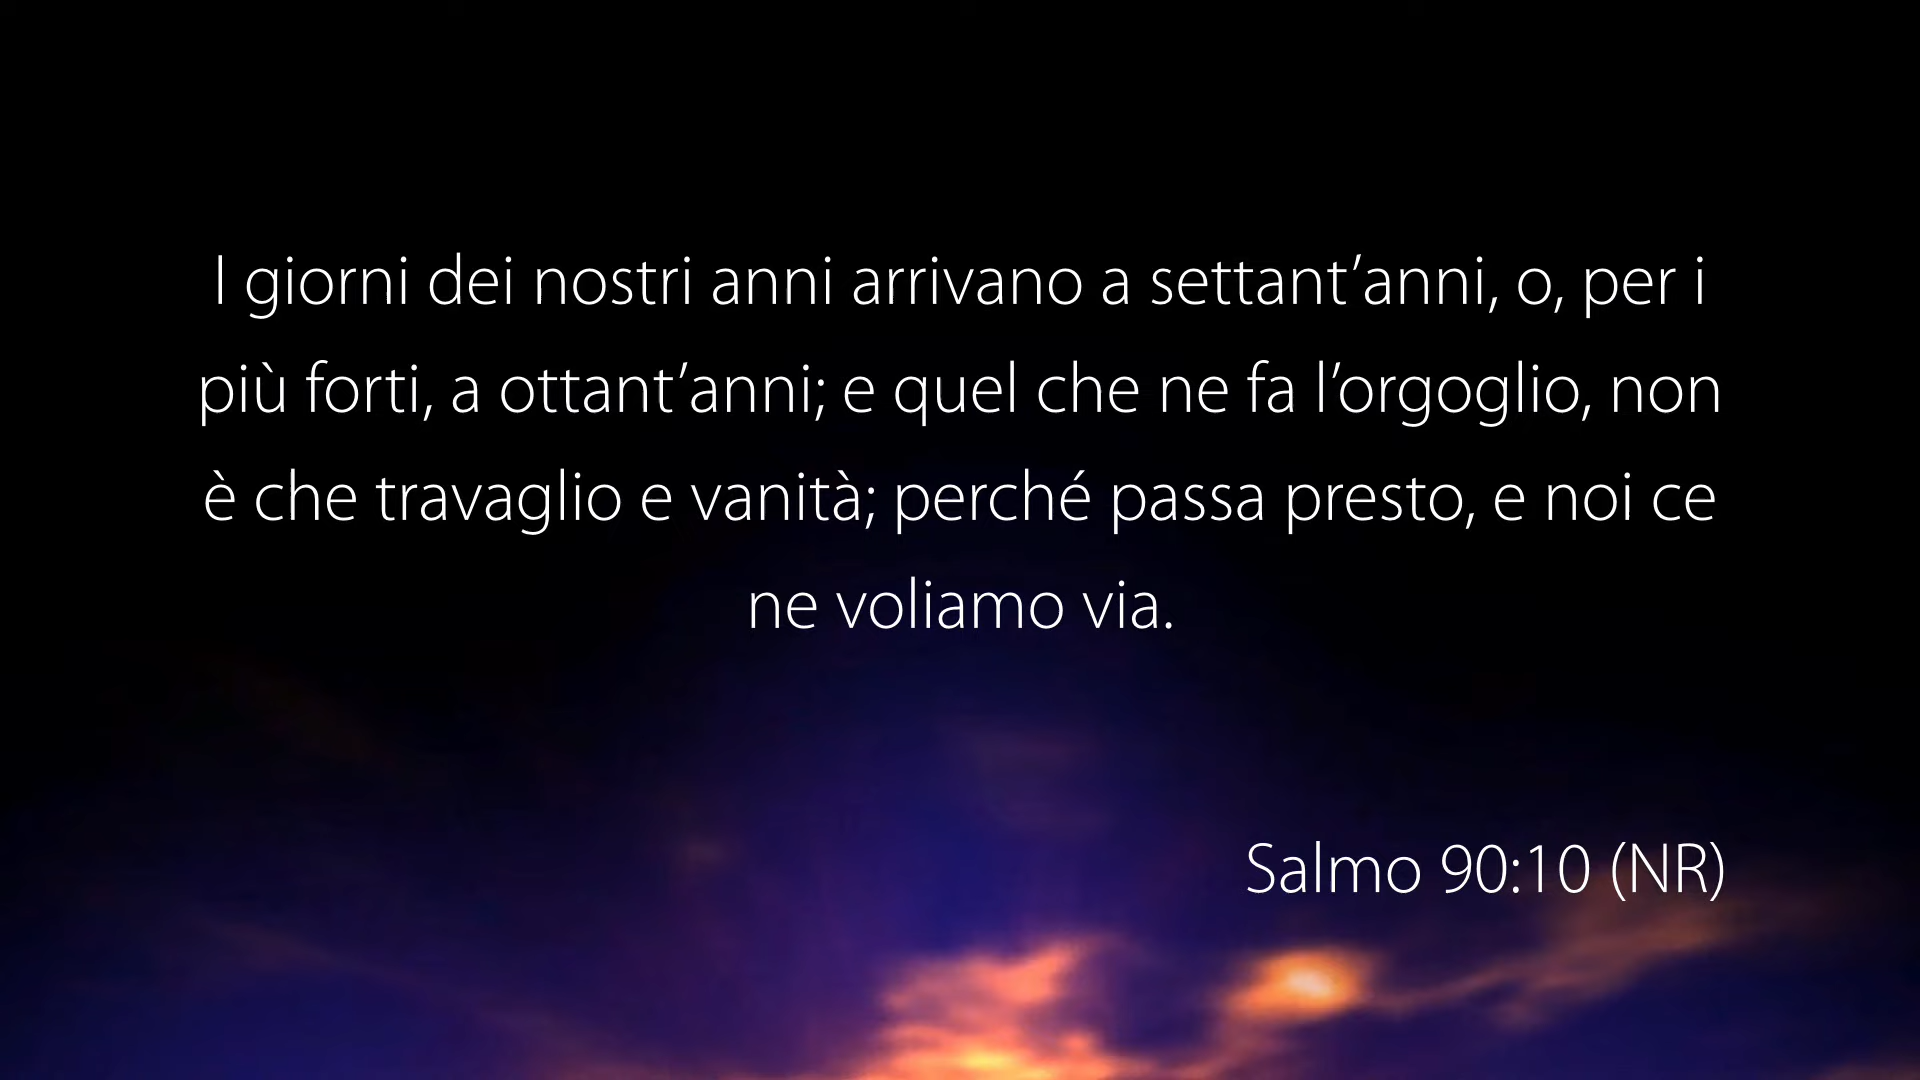 I giorni dei nostri anni arrivano a settant’anni, o, per i
più forti, a ottant’anni; e quel che ne fa l’orgoglio, non
è che travaglio e vanità; perché passa presto, e noi ce
ne voliamo via.
Salmo 90:10 (NR)